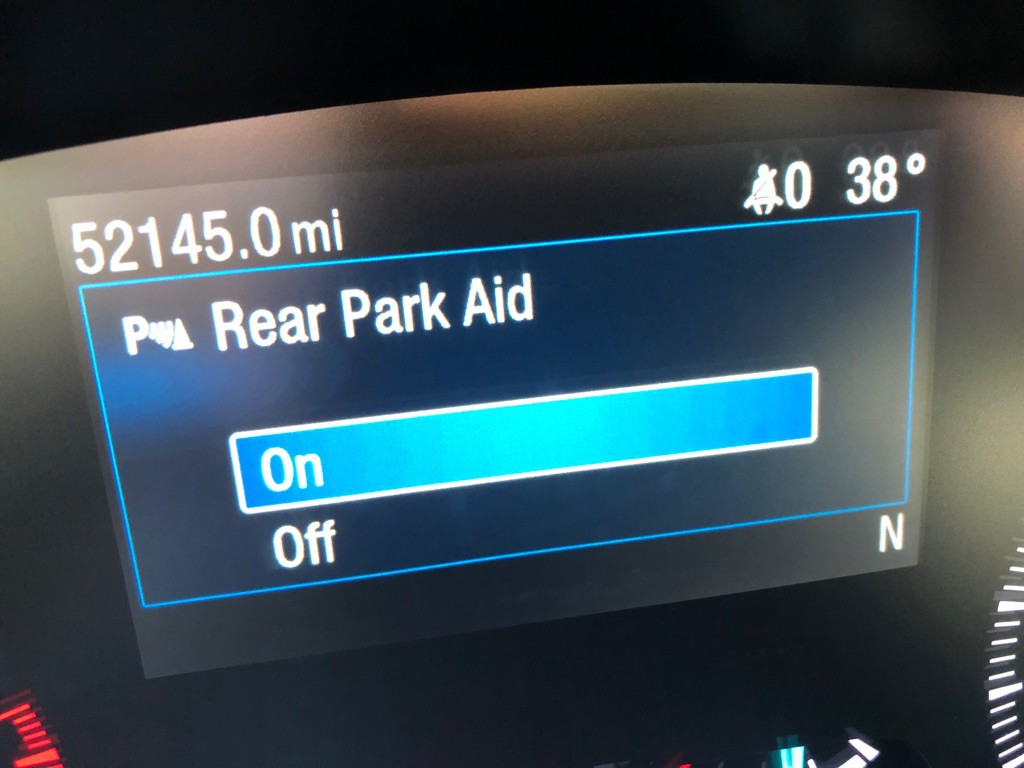 52145.0 mi 0 38°
P Rear Park Aid
On
Off
N